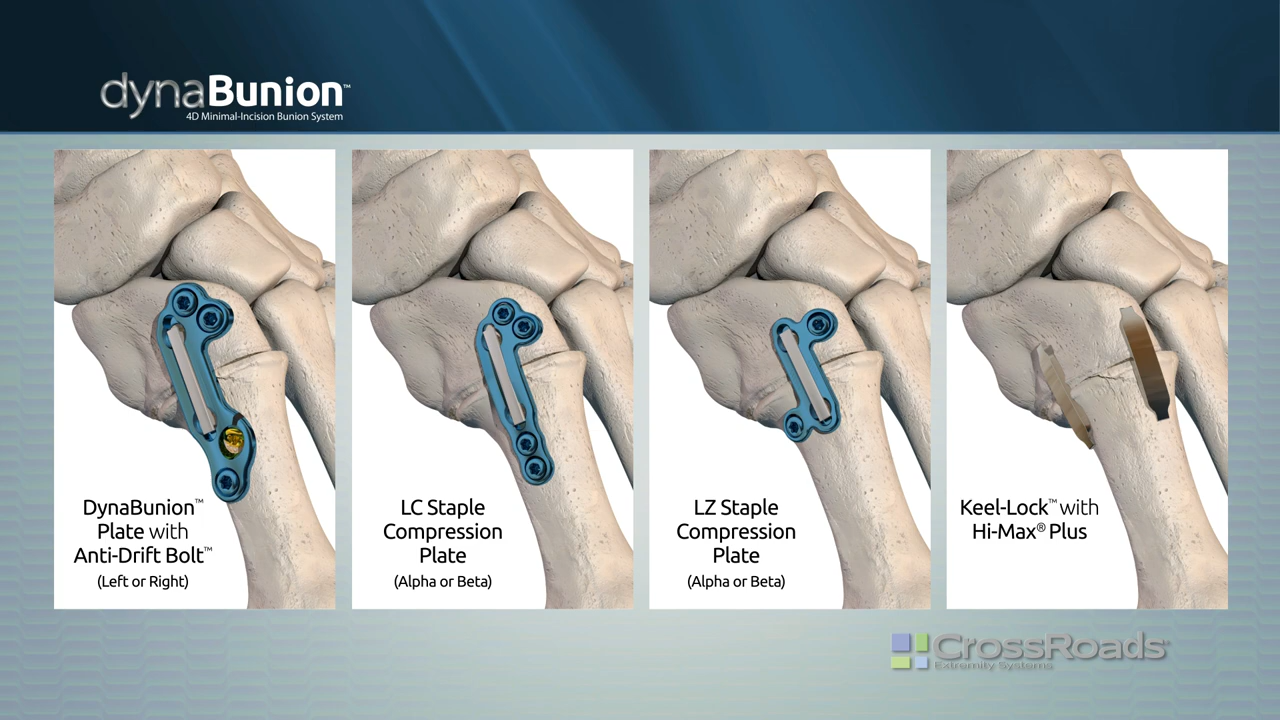 dynaBunion™
4D Minimal-Incision Bunion System
DynaBunion™
Plate with
Anti-Drift Bolt™
(Left or Right)
LC Staple
Compression
Plate
(Alpha or Beta)
LZ Staple
Compression
Plate
(Alpha or Beta)
Keel-Lock™ with
Hi-Max® Plus
CrossRoads
Extremity Systems